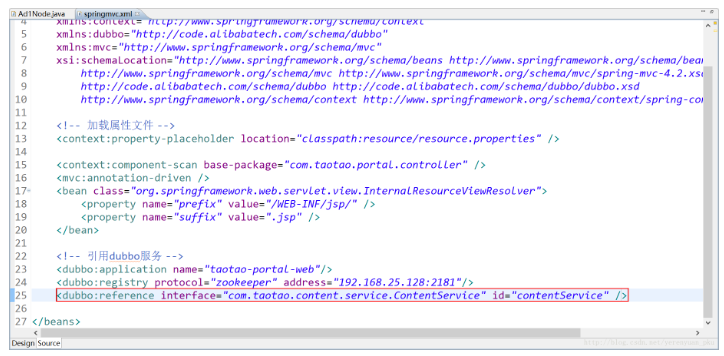 Ad1Node.java
springmvc.xml
4 xmlns:context="http://www.springframework.org/schema/context"
5 xmlns:dubbo="http://code.alibabatech.com/schema/dubbo"
6 xmlns:mvc="http://www.springframework.org/schema/mvc"
7 xsi:schemaLocation="http://www.springframework.org/schema/beans http://www.springframework.org/schema/bear
8 http://www.springframework.org/schema/mvc http://www.springframework.org/schema/mvc/spring-mvc-4.2.xsd
9 http://code.alibabatech.com/schema/dubbo http://code.alibabatech.com/schema/dubbo/dubbo.xsd
10 http://www.springframework.org/schema/context http://www.springframework.org/schema/context/spring-con
11
12 <!-- 加载属性文件 -->
13 <context:property-placeholder location="classpath:resource/resource.properties" />
14
15 <context:component-scan base-package="com.taotao.portal.controller" />
16 <mvc:annotation-driven />
17 <bean class="org.springframework.web.servlet.view.InternalResourceViewResolver">
18 <property name="prefix" value="/WEB-INF/jsp/" />
19 <property name="suffix" value=".jsp" />
20 </bean>
21
22 <!-- 引用dubbo服务 -->
23 <dubbo:application name="taotao-portal-web"/>
24 <dubbo:registry protocol="zookeeper" address="192.168.25.128:2181"/>
25 <dubbo:reference interface="com.taotao.content.service.ContentService" id="contentService" />
26
27 </beans>
Design Source